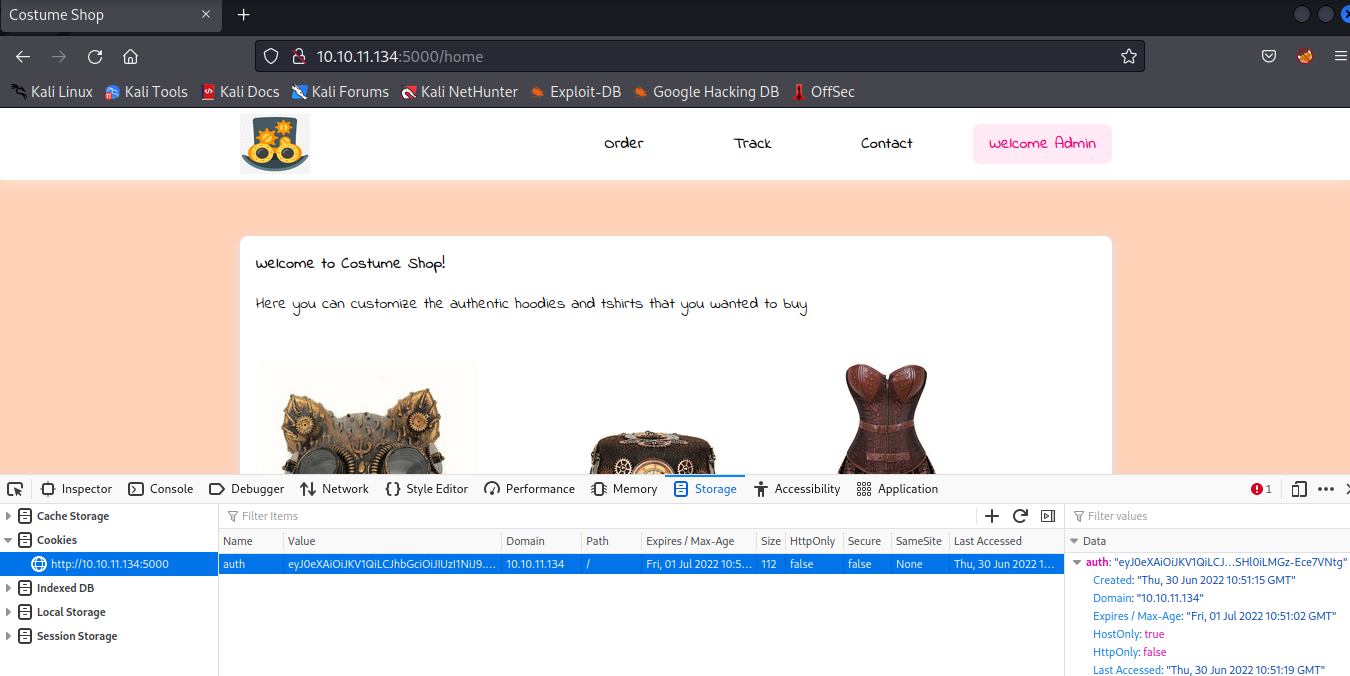 Costume Shop
10.10.11.134:5000/home
Kali Linux Kali Tools Kali Docs Kali Forums Kali NetHunter Exploit-DB Google Hacking DB OffSec
Order Track Contact Welcome Admin
Welcome to Costume Shop!
Here you can customize the authentic hoodies and tshirts that you wanted to buy
Inspector Console Debugger Network Style Editor Performance Memory Storage Accessibility Application 1
Cache Storage Filter Items Filter values
Cookies Name Value Domain Path Expires / Max-Age Size HttpOnly Secure SameSite Last Accessed Data
http://10.10.11.134:5000 auth eyJ0eXAiOiJKV1QiLCJhbGciOiJIUzI1NiJ9.... 10.10.11.134 / Fri, 01 Jul 2022 10:5... 112 false false None Thu, 30 Jun 2022 1... auth: "eyJ0eXAiOiJKV1QiLCJ...SHl0iLMGz-Ece7VNtg"
Indexed DB Created: "Thu, 30 Jun 2022 10:51:15 GMT"
Local Storage Domain: "10.10.11.134"
Session Storage Expires / Max-Age: "Fri, 01 Jul 2022 10:51:02 GMT"
HostOnly: true
HttpOnly: false
Last Accessed: "Thu, 30 Jun 2022 10:51:19 GMT"